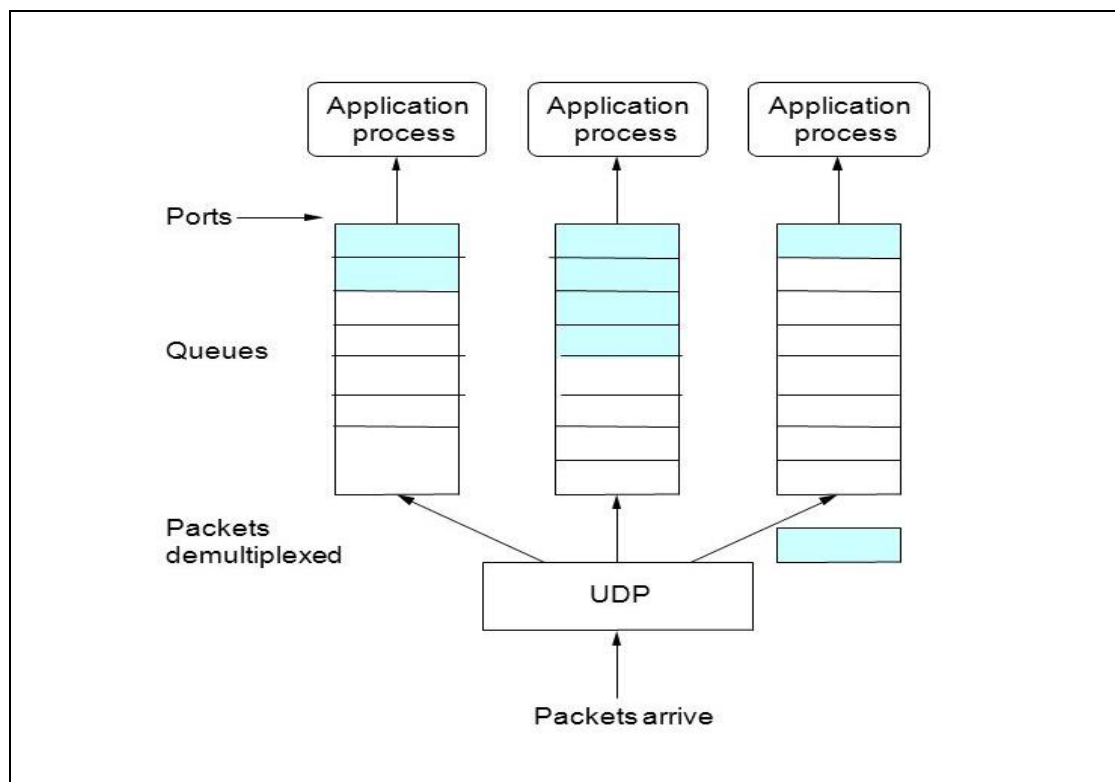 Application
process
Application
process
Application
process
Ports
Queues
Packets
demultiplexed
UDP
Packets arrive